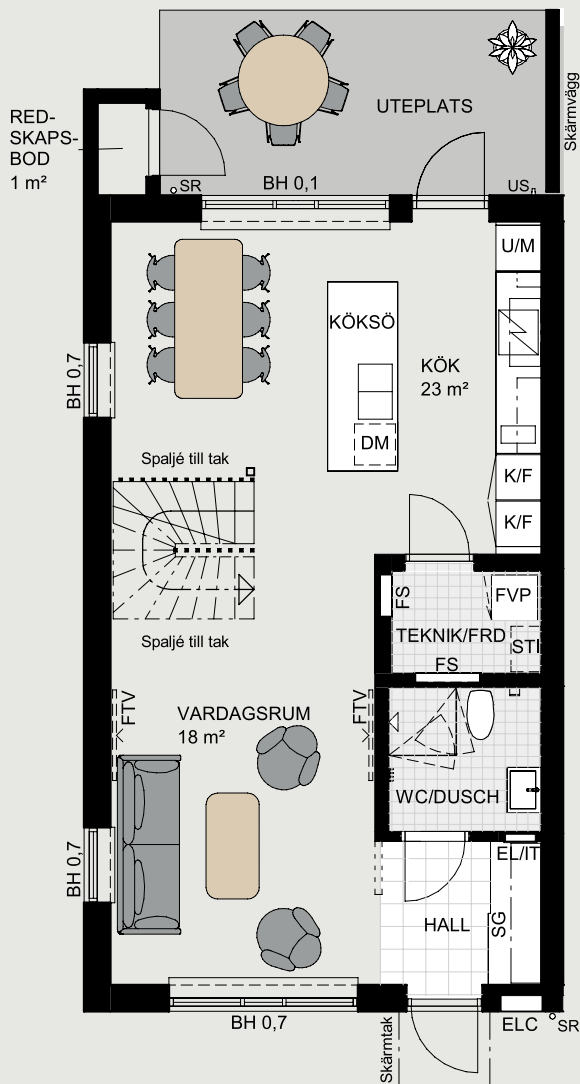 RED-
SKAPS-
BOD
1 m²
UTEPLATS
Skärmvägg
SR
BH 0,1
US
U/M
KÖKSÖ
KÖK
23 m²
BH 0,7
DM
K/F
K/F
Spaljé till tak
Spaljé till tak
FS
FVP
TEKNIK/FRD
STI
FS
FTV
VARDAGSRUM
18 m²
FTV
WC/DUSCH
BH 0,7
EL/IT
HALL
SG
BH 0,7
Skärmtak
ELC
SR